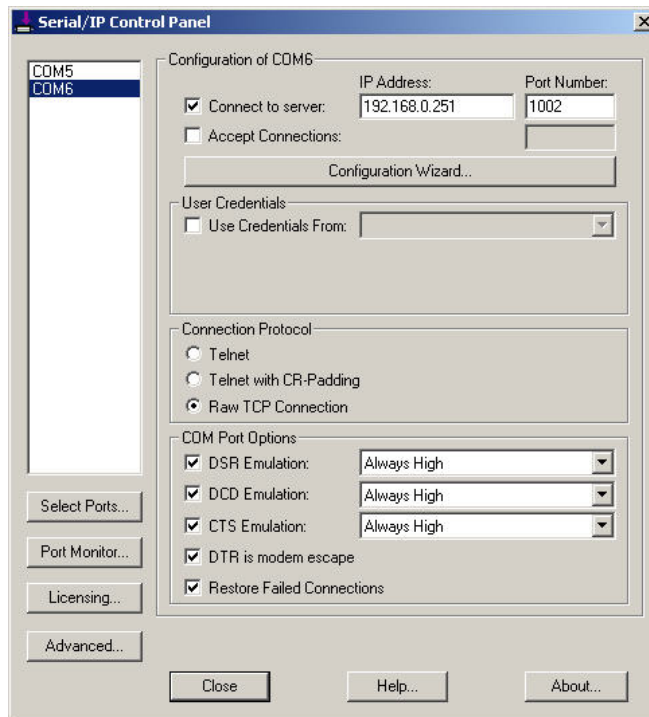 Serial/IP Control Panel
COM5
COM6
Configuration of COM6
IP Address: Port Number:
Connect to server: 192.168.0.251 1002
Accept Connections:
Configuration Wizard...
User Credentials
Use Credentials From:
Connection Protocol
Telnet
Telnet with CR-Padding
Raw TCP Connection
COM Port Options
DSR Emulation: Always High
DCD Emulation: Always High
CTS Emulation: Always High
DTR is modem escape
Restore Failed Connections
Select Ports...
Port Monitor...
Licensing...
Advanced...
Close Help... About...